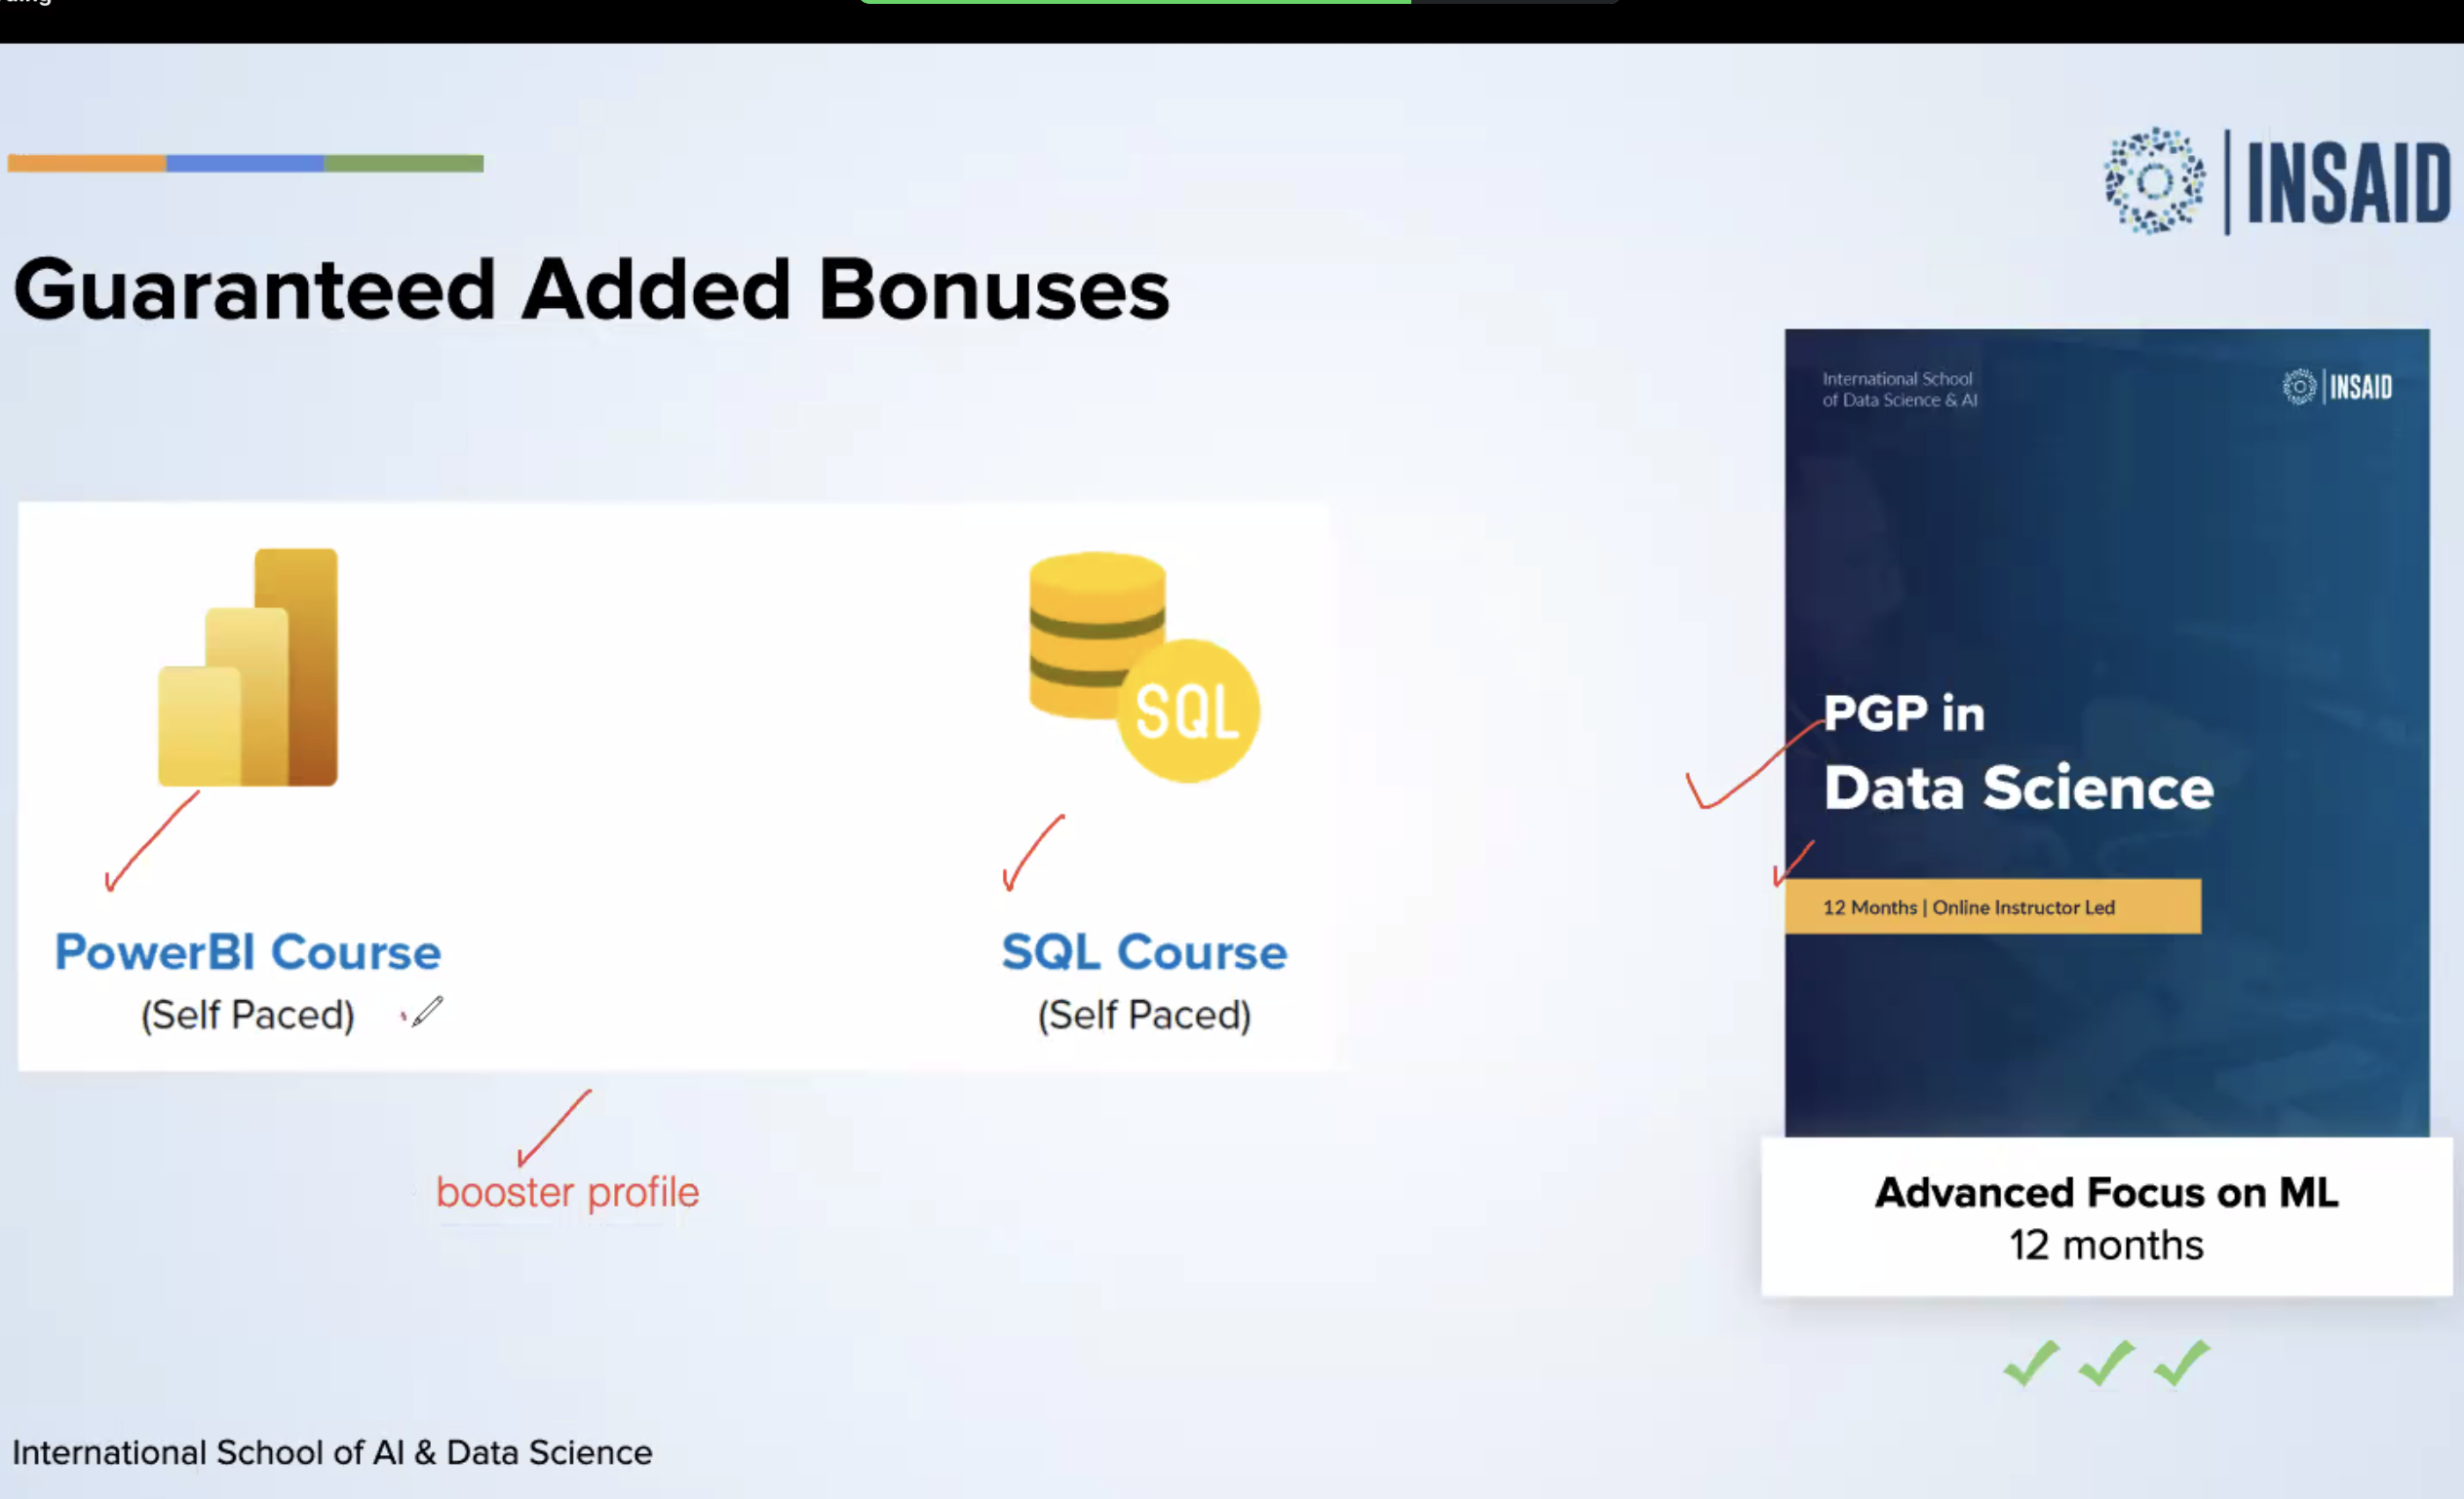 INSAID
Guaranteed Added Bonuses
International School
of Data Science & AI
INSAID
SQL
PGP in
Data Science
12 Months | Online Instructor Led
PowerBI Course
(Self Paced)
SQL Course
(Self Paced)
booster profile
Advanced Focus on ML
12 months
International School of AI & Data Science